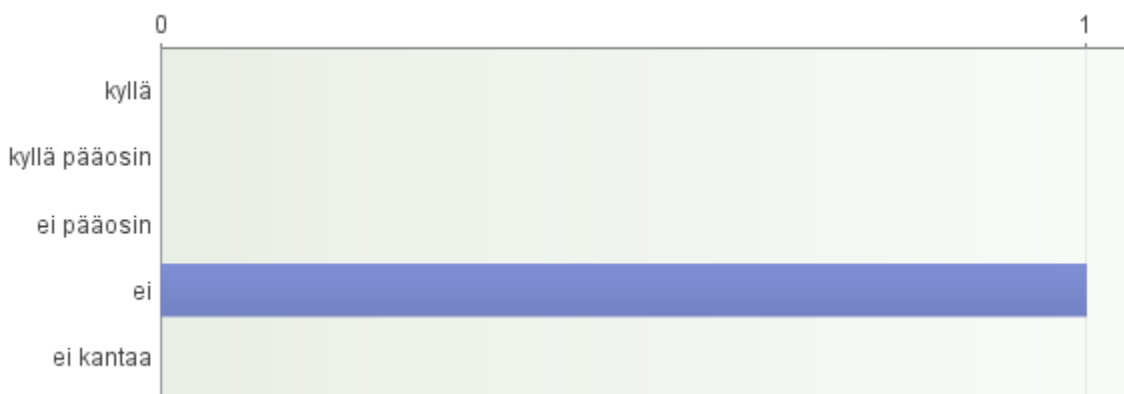 0 1
kyllä
kyllä pääosin
ei pääosin
ei
ei kantaa